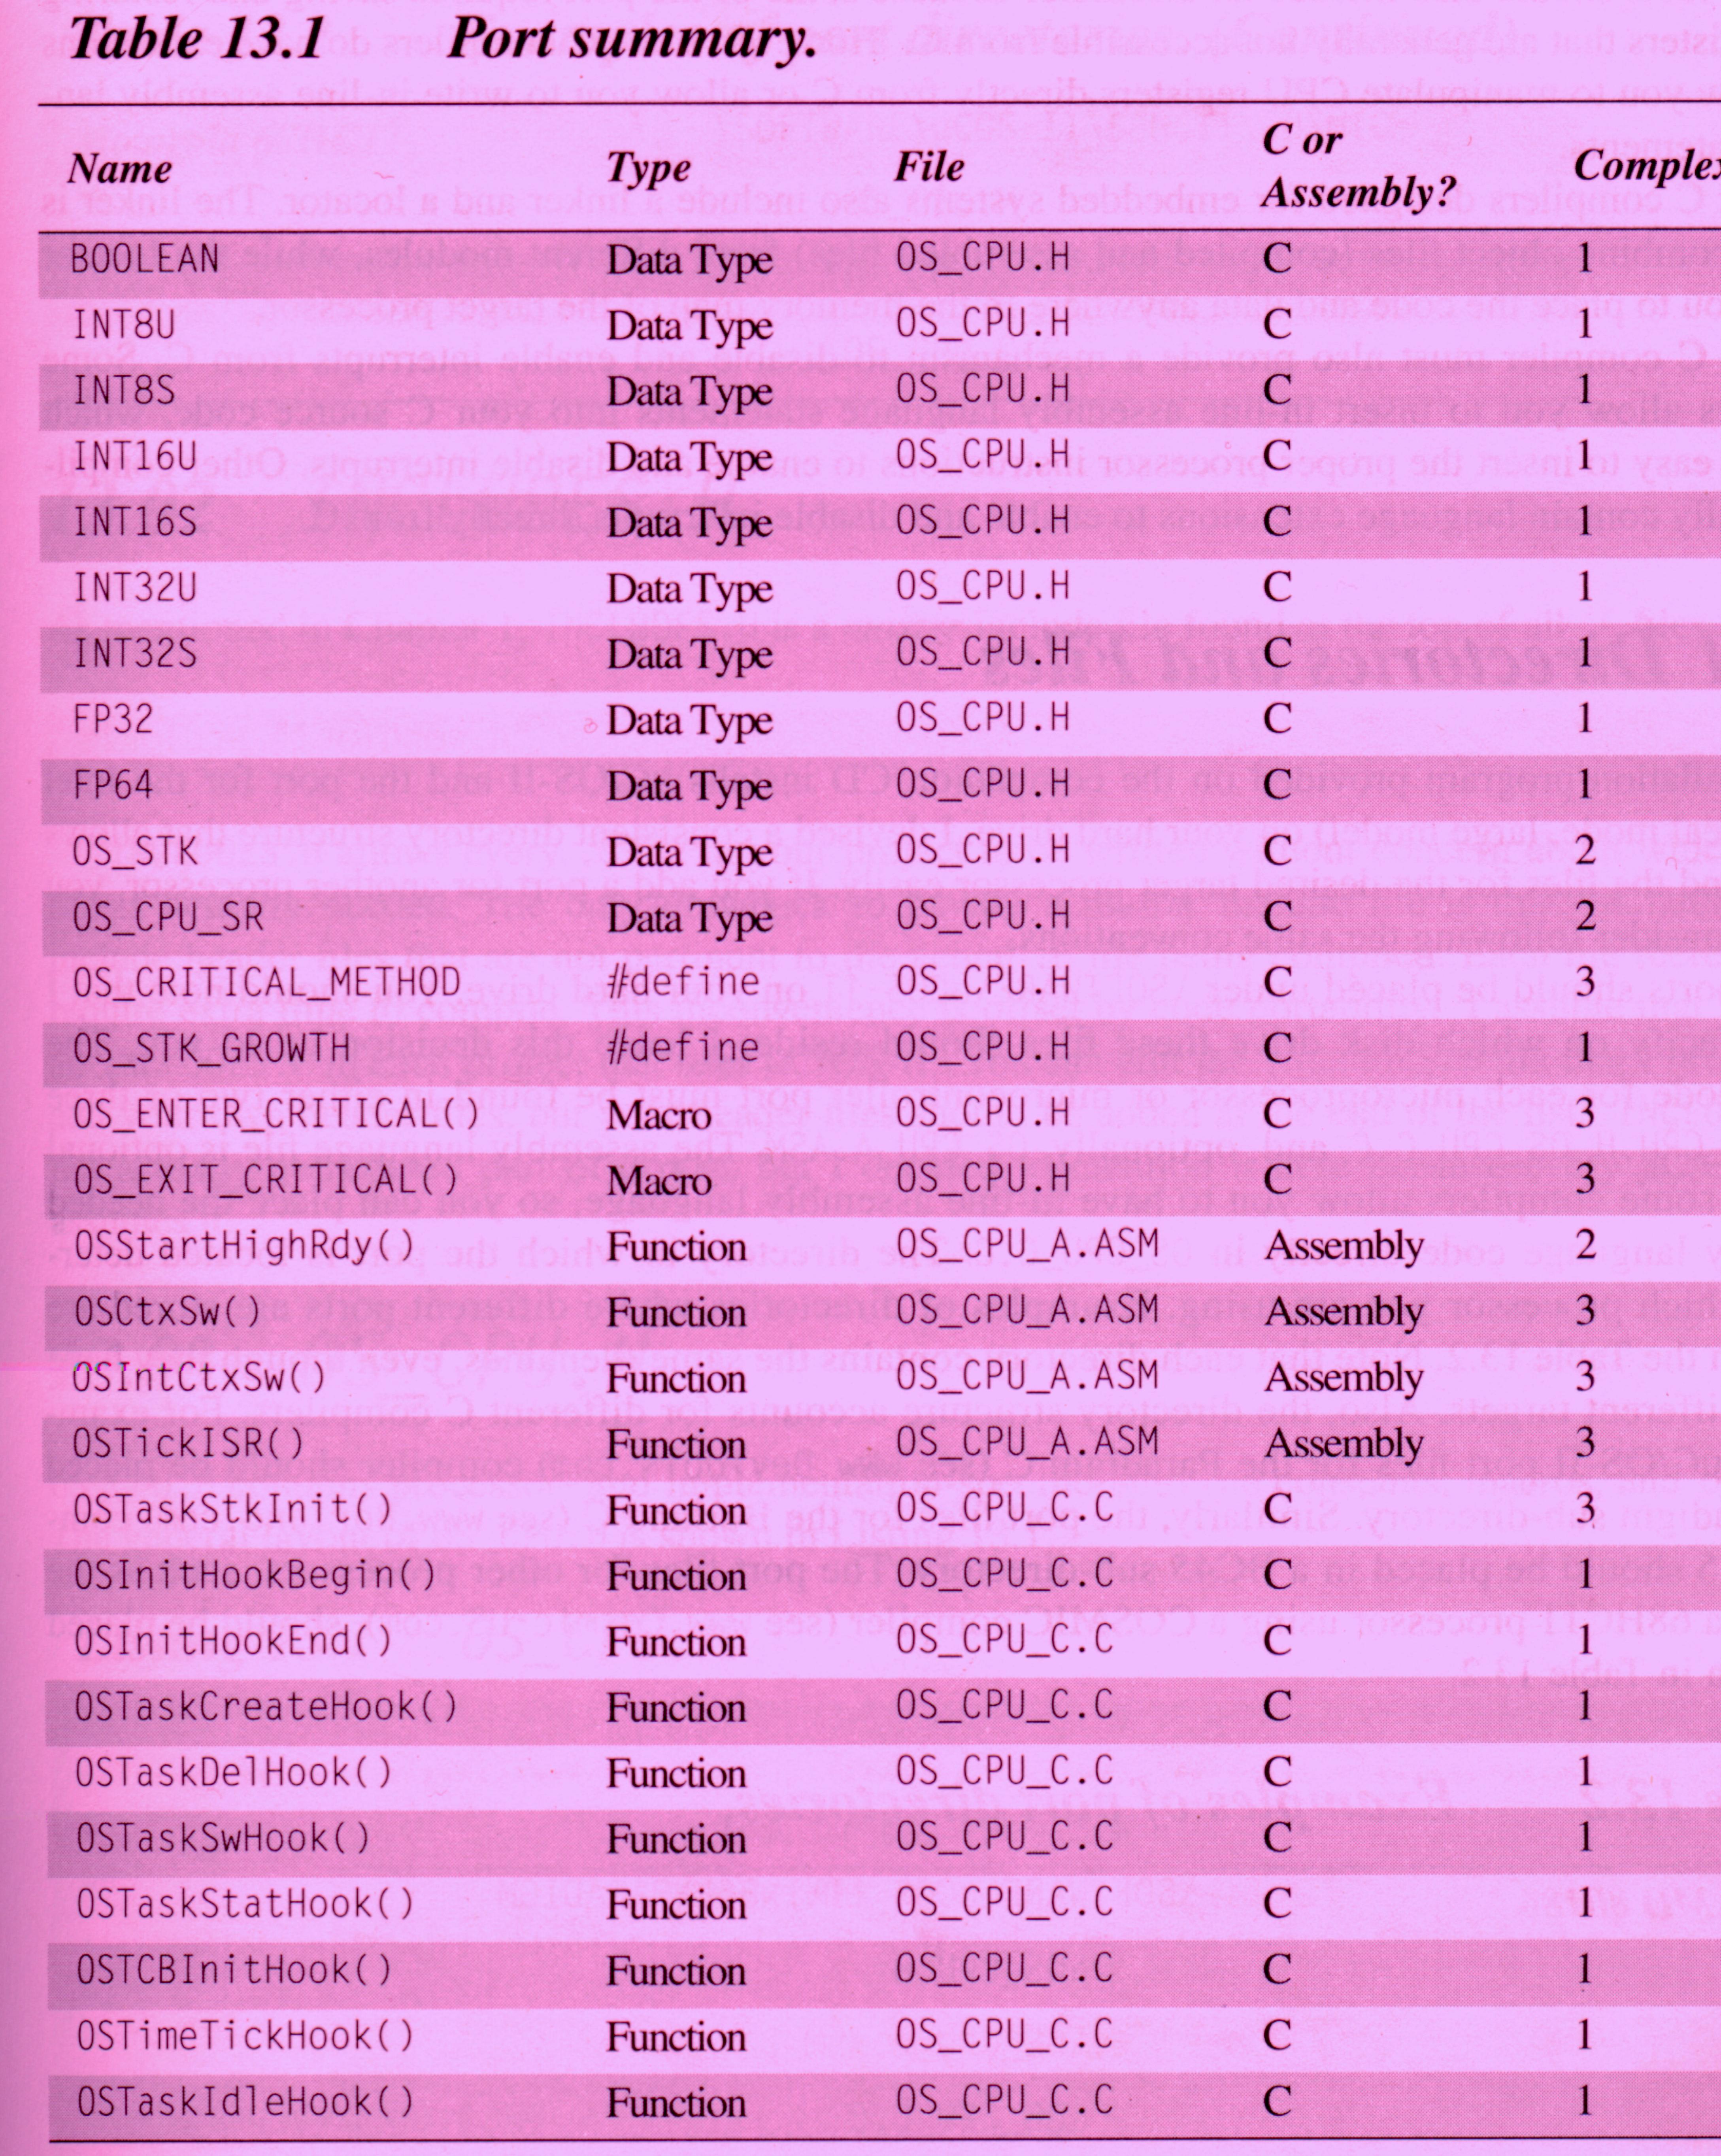 Table 13.1 Port summary.
Name Type File C or Assembly? Complex
BOOLEAN Data Type OS_CPU.H C 1
INT8U Data Type OS_CPU.H C 1
INT8S Data Type OS_CPU.H C 1
INT16U Data Type OS_CPU.H C 1
INT16S Data Type OS_CPU.H C 1
INT32U Data Type OS_CPU.H C 1
INT32S Data Type OS_CPU.H C 1
FP32 Data Type OS_CPU.H C 1
FP64 Data Type OS_CPU.H C 1
OS_STK Data Type OS_CPU.H C 2
OS_CPU_SR Data Type OS_CPU.H C 2
OS_CRITICAL_METHOD #define OS_CPU.H C 3
OS_STK_GROWTH #define OS_CPU.H C 1
OS_ENTER_CRITICAL() Macro OS_CPU.H C 3
OS_EXIT_CRITICAL() Macro OS_CPU.H C 3
OSStartHighRdy() Function OS_CPU_A.ASM Assembly 2
OSCtxSw() Function OS_CPU_A.ASM Assembly 3
OSIntCtxSw() Function OS_CPU_A.ASM Assembly 3
OSTickISR() Function OS_CPU_A.ASM Assembly 3
OSTaskStkInit() Function OS_CPU_C.C C 3
OSInitHookBegin() Function OS_CPU_C.C C 1
OSInitHookEnd() Function OS_CPU_C.C C 1
OSTaskCreateHook() Function OS_CPU_C.C C 1
OSTaskDelHook() Function OS_CPU_C.C C 1
OSTaskSwHook() Function OS_CPU_C.C C 1
OSTaskStatHook() Function OS_CPU_C.C C 1
OSTCBInitHook() Function OS_CPU_C.C C 1
OSTimeTickHook() Function OS_CPU_C.C C 1
OSTaskIdleHook() Function OS_CPU_C.C C 1